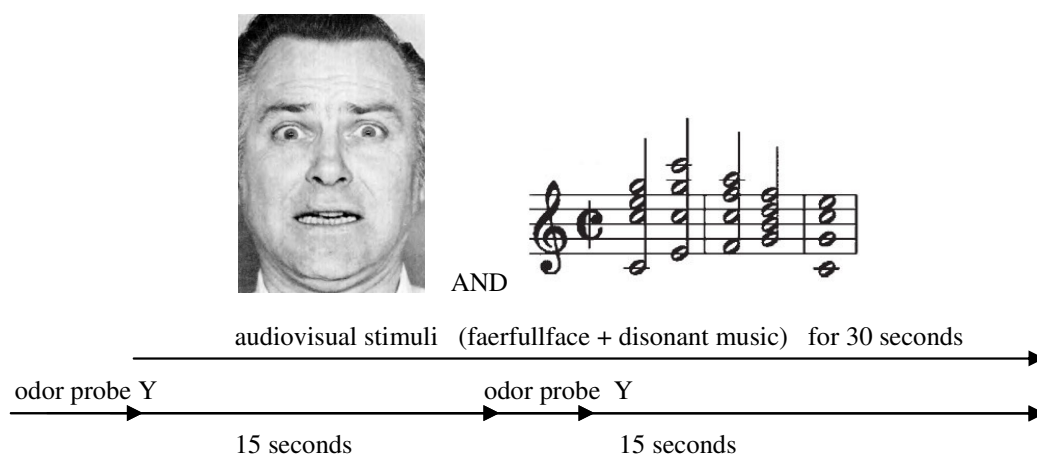 AND
audiovisual stimuli (faerfullface + disonant music) for 30 seconds
odor probe Y odor probe Y
15 seconds 15 seconds